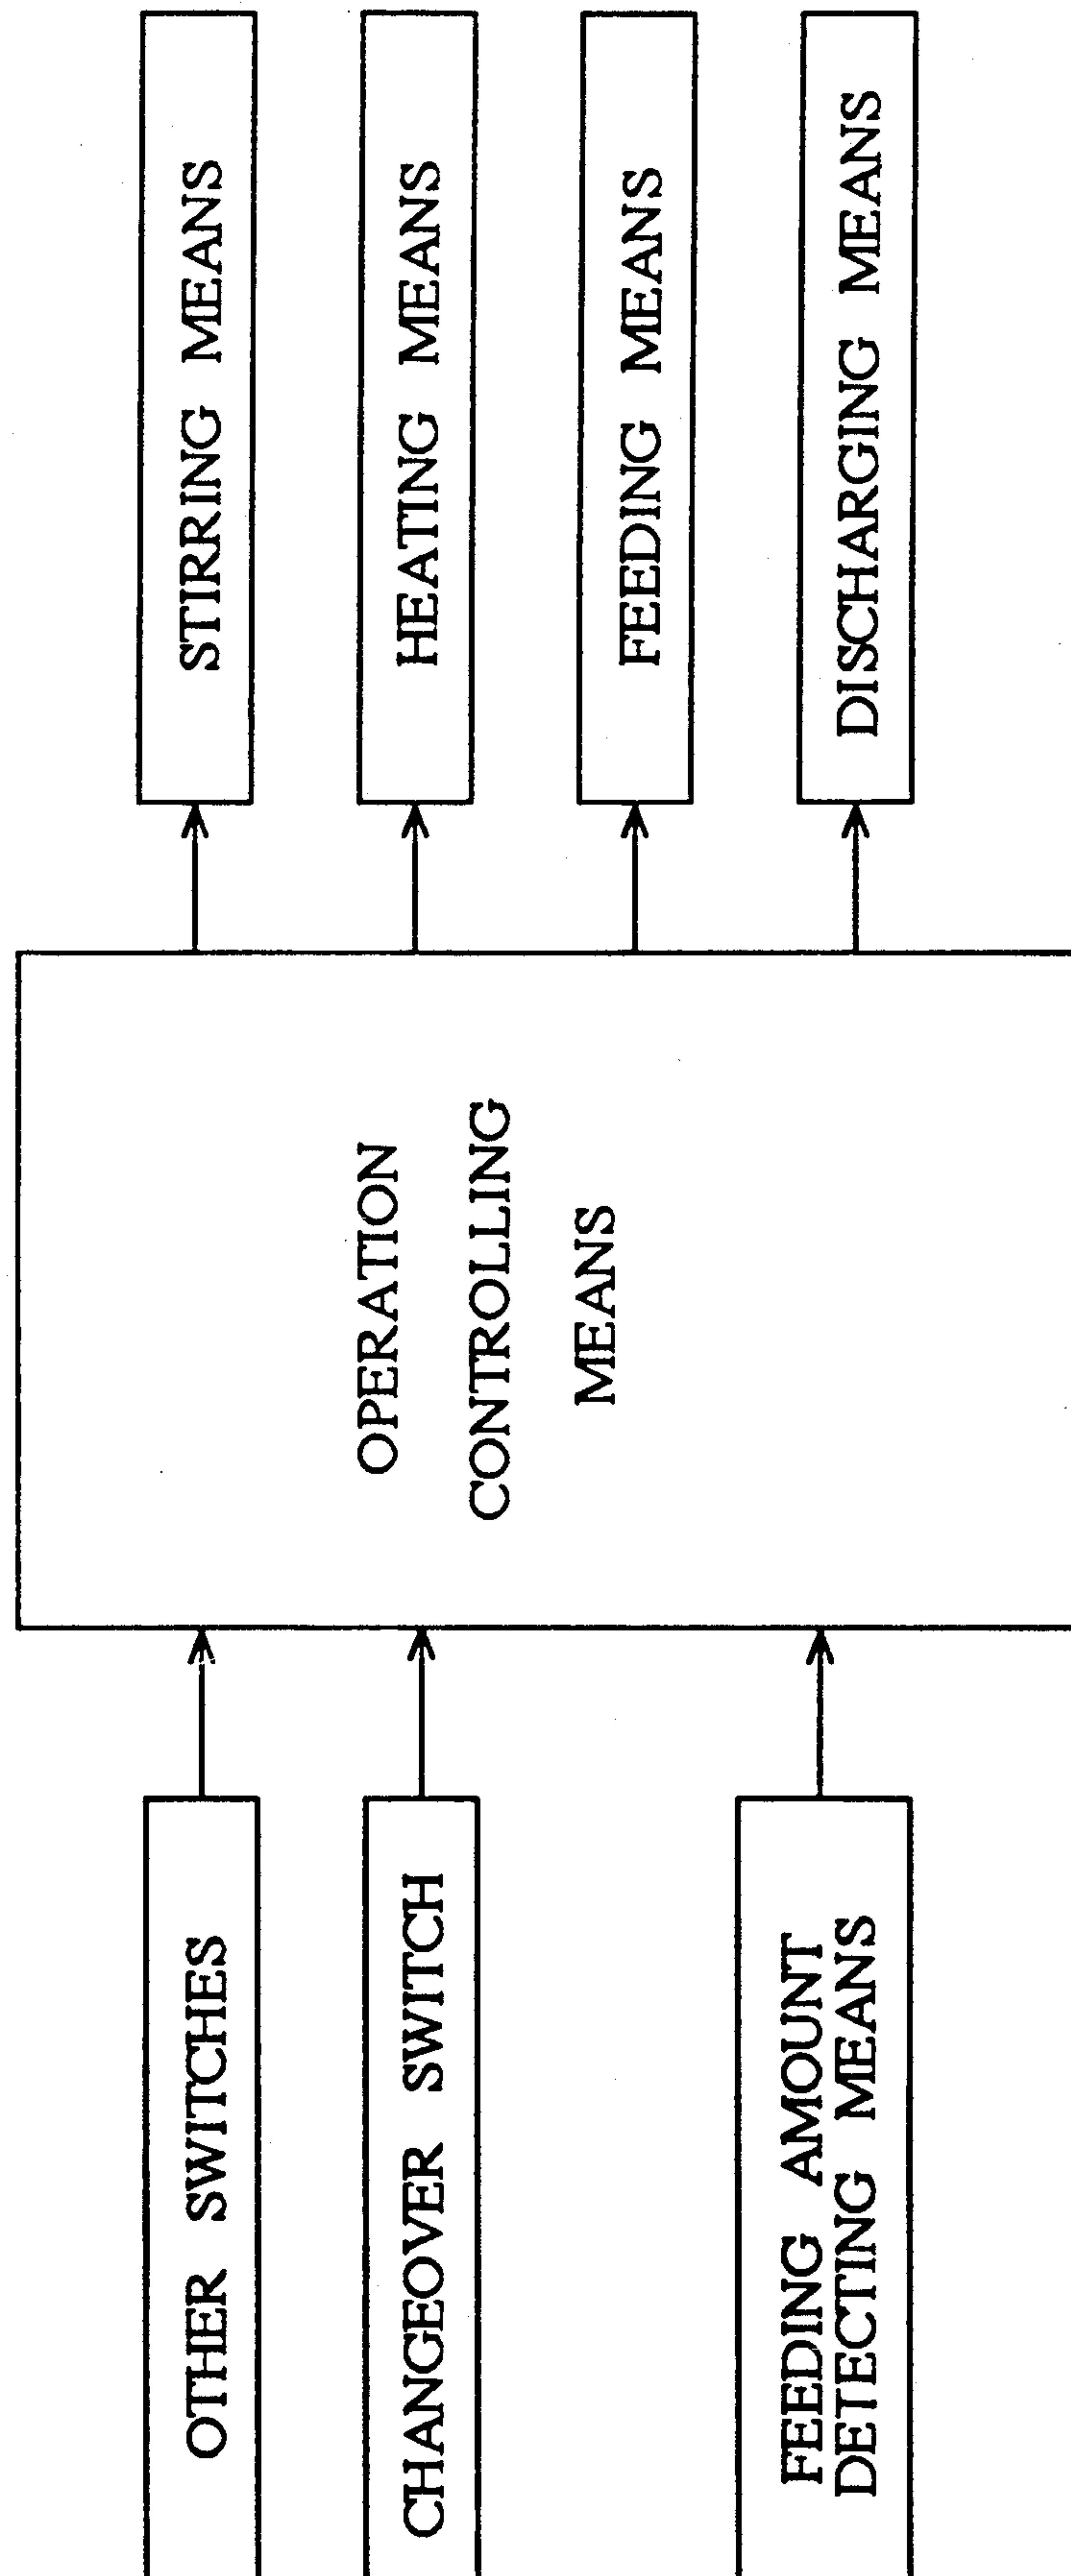 OTHER SWITCHES
CHANGEOVER SWITCH
FEEDING AMOUNT
DETECTING MEANS
OPERATION
CONTROLLING
MEANS
STIRRING MEANS
HEATING MEANS
FEEDING MEANS
DISCHARGING MEANS